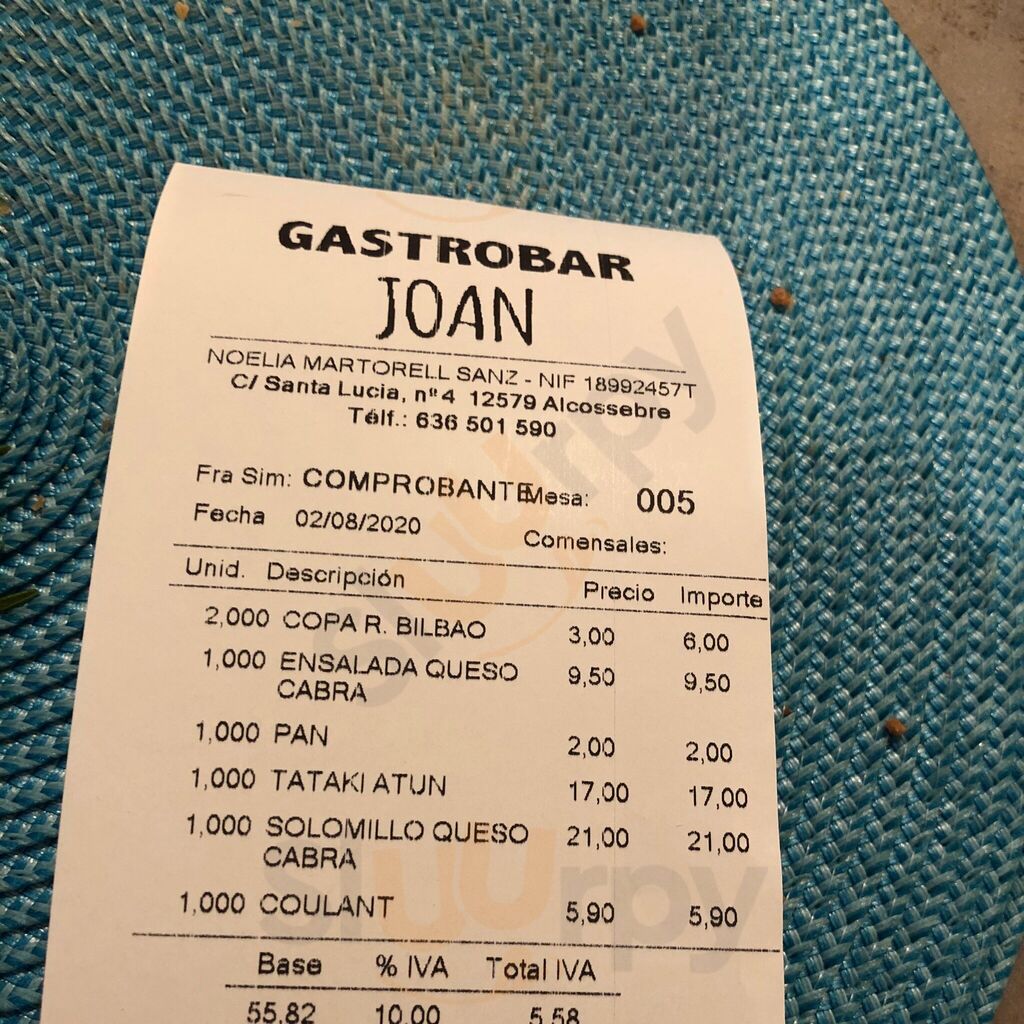 GASTROBAR
JOAN
NOELIA MARTORELL SANZ - NIF 18992457T
C/ Santa Lucia, nº 4 12579 Alcossebre
Télf.: 636 501 590
Fra Sim: COMPROBANTE Mesa: 005
Fecha 02/08/2020 Comensales:
Unid. Descripción Precio Importe
2,000 COPA R. BILBAO 3,00 6,00
1,000 ENSALADA QUESO 9,50 9,50
CABRA
1,000 PAN 2,00 2,00
1,000 TATAKI ATUN 17,00 17,00
1,000 SOLOMILLO QUESO 21,00 21,00
CABRA
1,000 COULANT 5,90 5,90
Base % IVA Total IVA
55,82 10,00 5,58
sluurpy
sluurpy